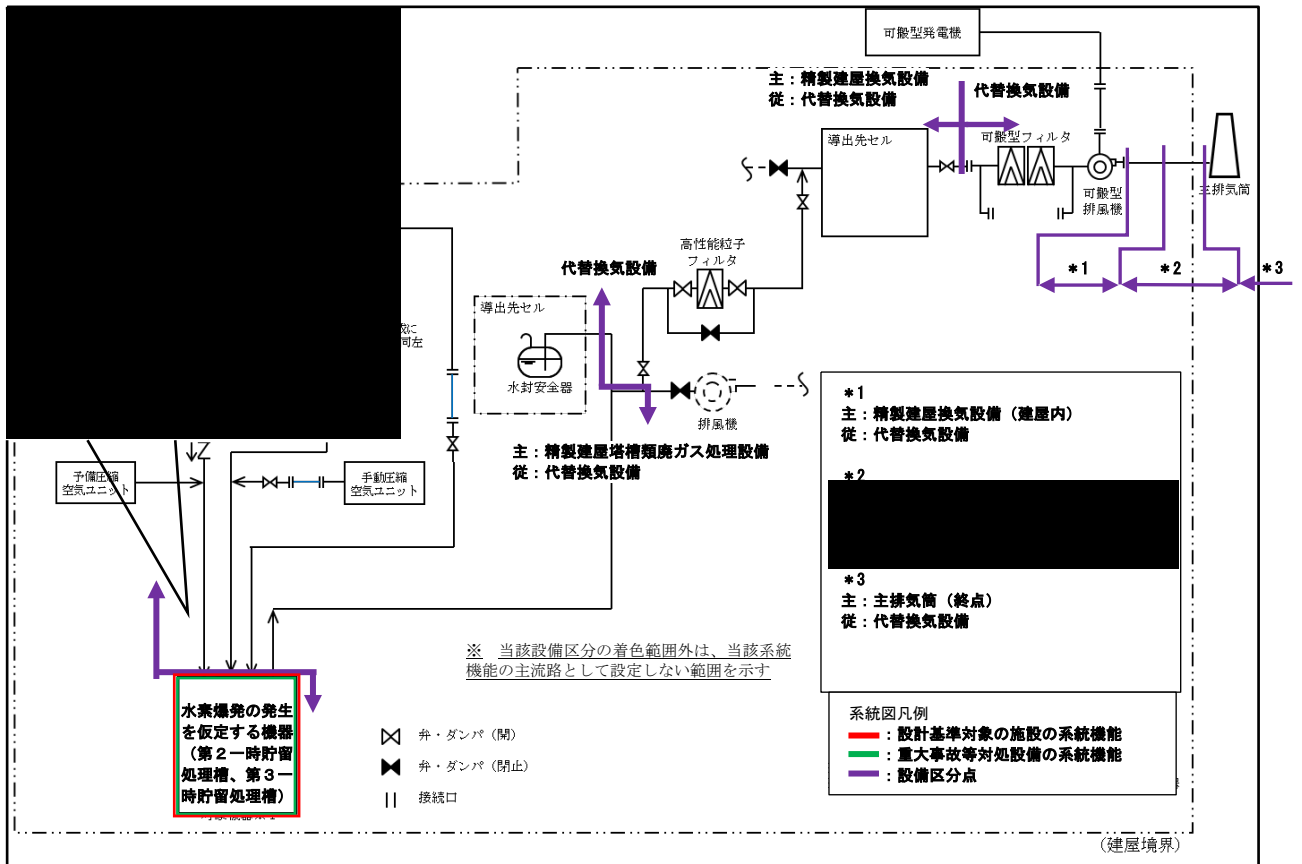 可搬型発電機
主：精製建屋換気設備
従：代替換気設備
代替換気設備
導出先セル
可搬型フィルタ
可搬型
排風機
主排気筒
高性能粒子
フィルタ
代替換気設備
導出先セル
水封安全器
排風機
＊1
＊2
＊3
主：精製建屋塔槽類廃ガス処理設備
従：代替換気設備
予備圧縮
空気ユニット
手動圧縮
空気ユニット
＊1
主：精製建屋換気設備（建屋内）
従：代替換気設備
＊2
＊3
主：主排気筒（終点）
従：代替換気設備
※ 当該設備区分の着色範囲外は、当該系統
機能の主流路として設定しない範囲を示す
水素爆発の発生
を仮定する機器
（第２一時貯留
処理槽、第３一
時貯留処理槽）
弁・ダンパ（開）
弁・ダンパ（閉止）
接続口
系統図凡例
：設計基準対象の施設の系統機能
：重大事故等対処設備の系統機能
：設備区分点
（建屋境界）